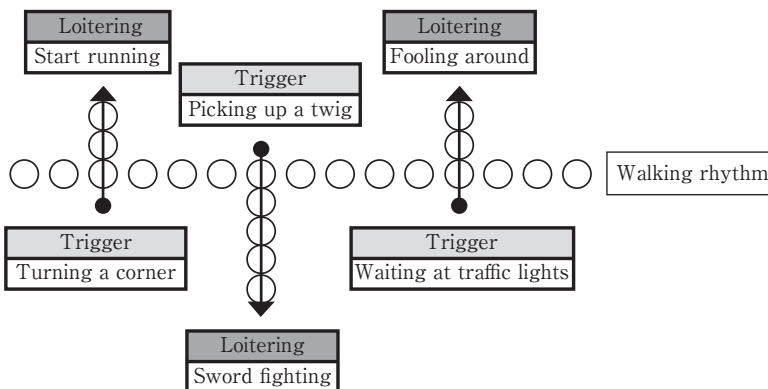 Loitering
Start running
Loitering
Fooling around
Trigger
Picking up a twig
Walking rhythm
Trigger
Turning a corner
Trigger
Waiting at traffic lights
Loitering
Sword fighting